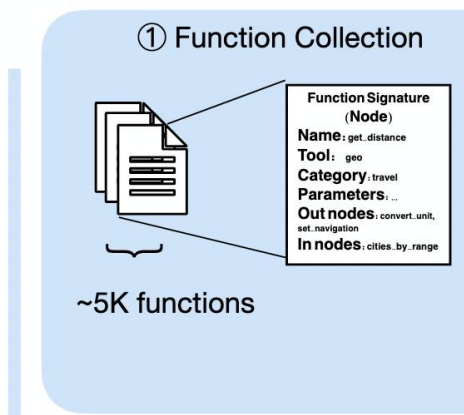 ① Function Collection
Function Signature
(Node)
Name: get_distance
Tool: geo
Category: travel
Parameters: ...
Out nodes: convert_unit,
set_navigation
In nodes: cities_by_range
~5K functions